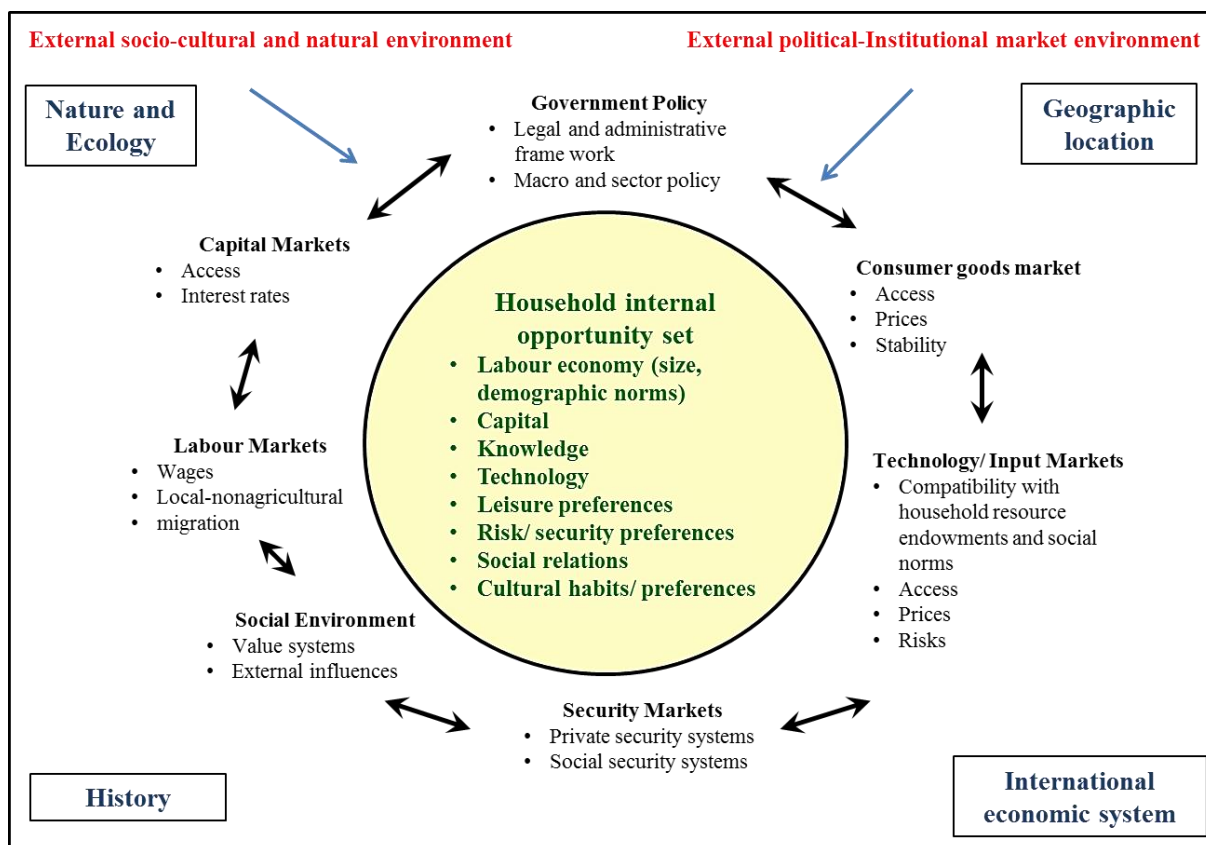 External socio-cultural and natural environment
External political-Institutional market environment
Nature and
Ecology
Government Policy
• Legal and administrative
frame work
• Macro and sector policy
Geographic
location
Capital Markets
• Access
• Interest rates
Consumer goods market
• Access
• Prices
• Stability
Household internal
opportunity set
• Labour economy (size,
demographic norms)
• Capital
• Knowledge
• Technology
• Leisure preferences
• Risk/ security preferences
• Social relations
• Cultural habits/ preferences
Labour Markets
• Wages
• Local-nonagricultural
• migration
Technology/ Input Markets
• Compatibility with
household resource
endowments and social
norms
• Access
• Prices
• Risks
Social Environment
• Value systems
• External influences
Security Markets
• Private security systems
• Social security systems
History
International
economic system